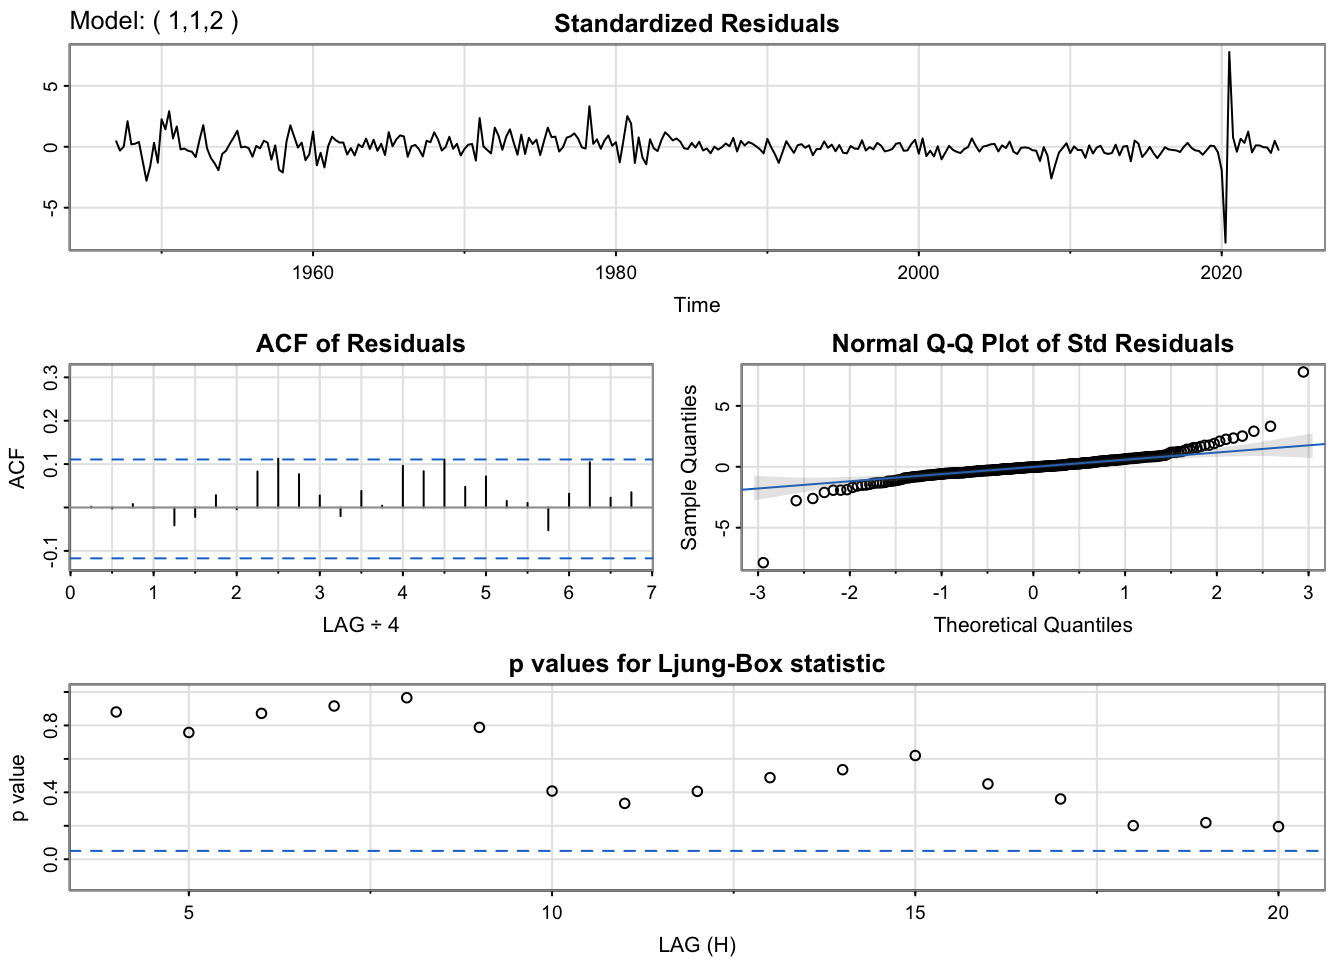 Model: ( 1,1,2 )
Standardized Residuals
5
0
-5
1960 1980 2000 2020
Time
ACF of Residuals
ACF
0.3
0.2
0.1
-0.1
0 1 2 3 4 5 6 7
LAG ÷ 4
Normal Q-Q Plot of Std Residuals
Sample Quantiles
5
0
-5
-3 -2 -1 0 1 2 3
Theoretical Quantiles
p values for Ljung-Box statistic
p value
0.8
0.4
0.0
5 10 15 20
LAG (H)